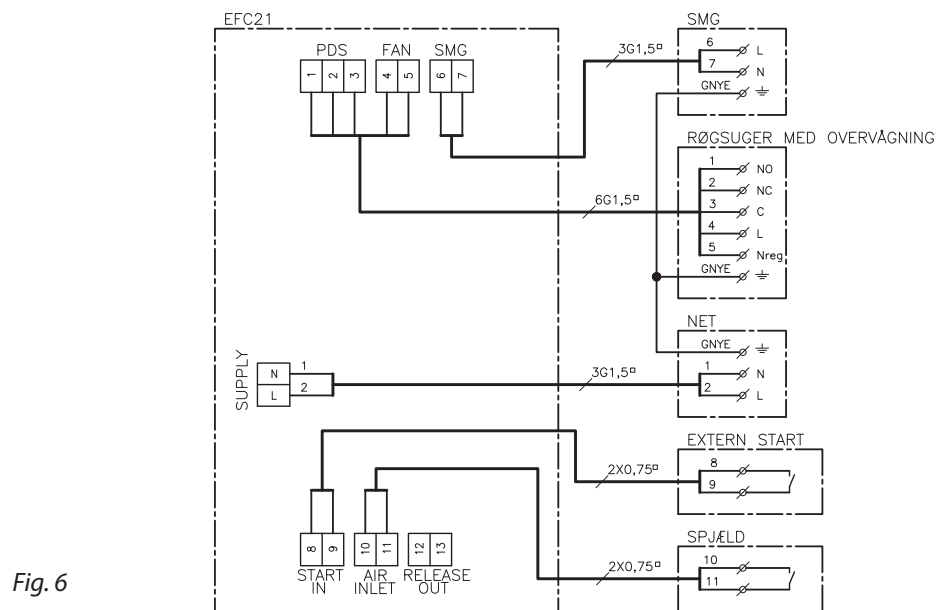 EFC21
PDS FAN SMG
1 2 3 4 5 6 7
3G1,5¤
SMG
6 L
7 N
GNYE
RØGSUGER MED OVERVÅGNING
1 NO
2 NC
6G1,5¤
3 C
4 L
5 Nreg
GNYE
NET
GNYE
SUPPLY
N 1
L 2
3G1,5¤
1 N
2 L
EXTERN START
8
9
2X0,75¤
8 9 10 11 12 13
START IN
AIR INLET
RELEASE OUT
SPJÆLD
10
11
2X0,75¤
Fig. 6